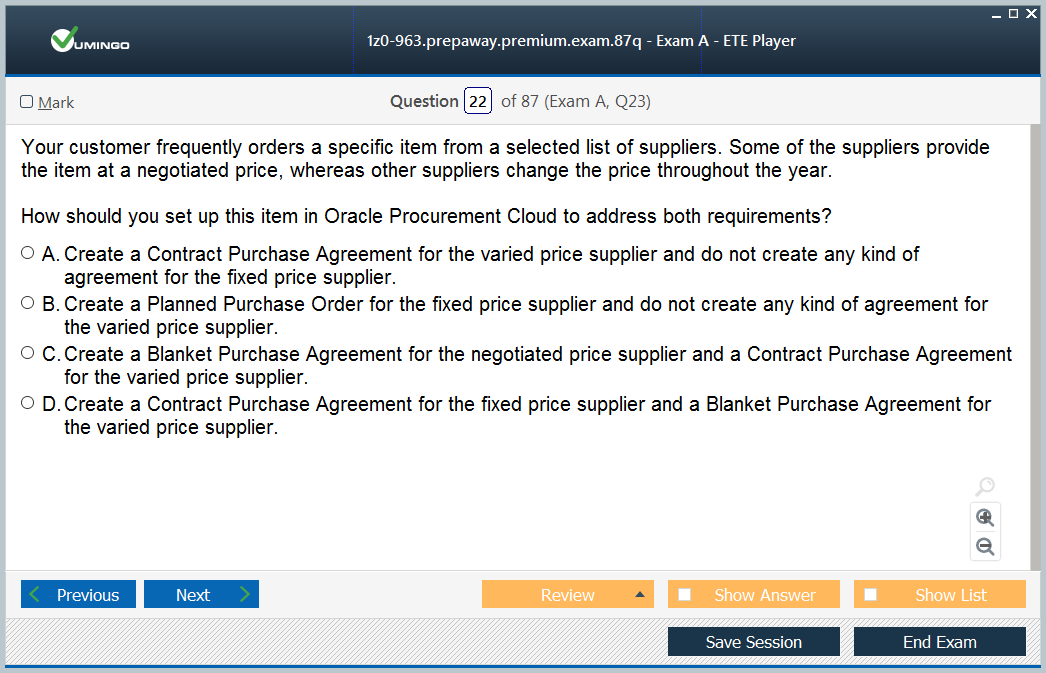 VUMINGO
1z0-963.prepaway.premium.exam.87q - Exam A - ETE Player
Mark
Question 22 of 87 (Exam A, Q23)
Your customer frequently orders a specific item from a selected list of suppliers. Some of the suppliers provide
the item at a negotiated price, whereas other suppliers change the price throughout the year.
How should you set up this item in Oracle Procurement Cloud to address both requirements?
A. Create a Contract Purchase Agreement for the varied price supplier and do not create any kind of
agreement for the fixed price supplier.
B. Create a Planned Purchase Order for the fixed price supplier and do not create any kind of agreement for
the varied price supplier.
C. Create a Blanket Purchase Agreement for the negotiated price supplier and a Contract Purchase Agreement
for the varied price supplier.
D. Create a Contract Purchase Agreement for the fixed price supplier and a Blanket Purchase Agreement for
the varied price supplier.
Previous Next Review Show Answer Show List
Save Session End Exam